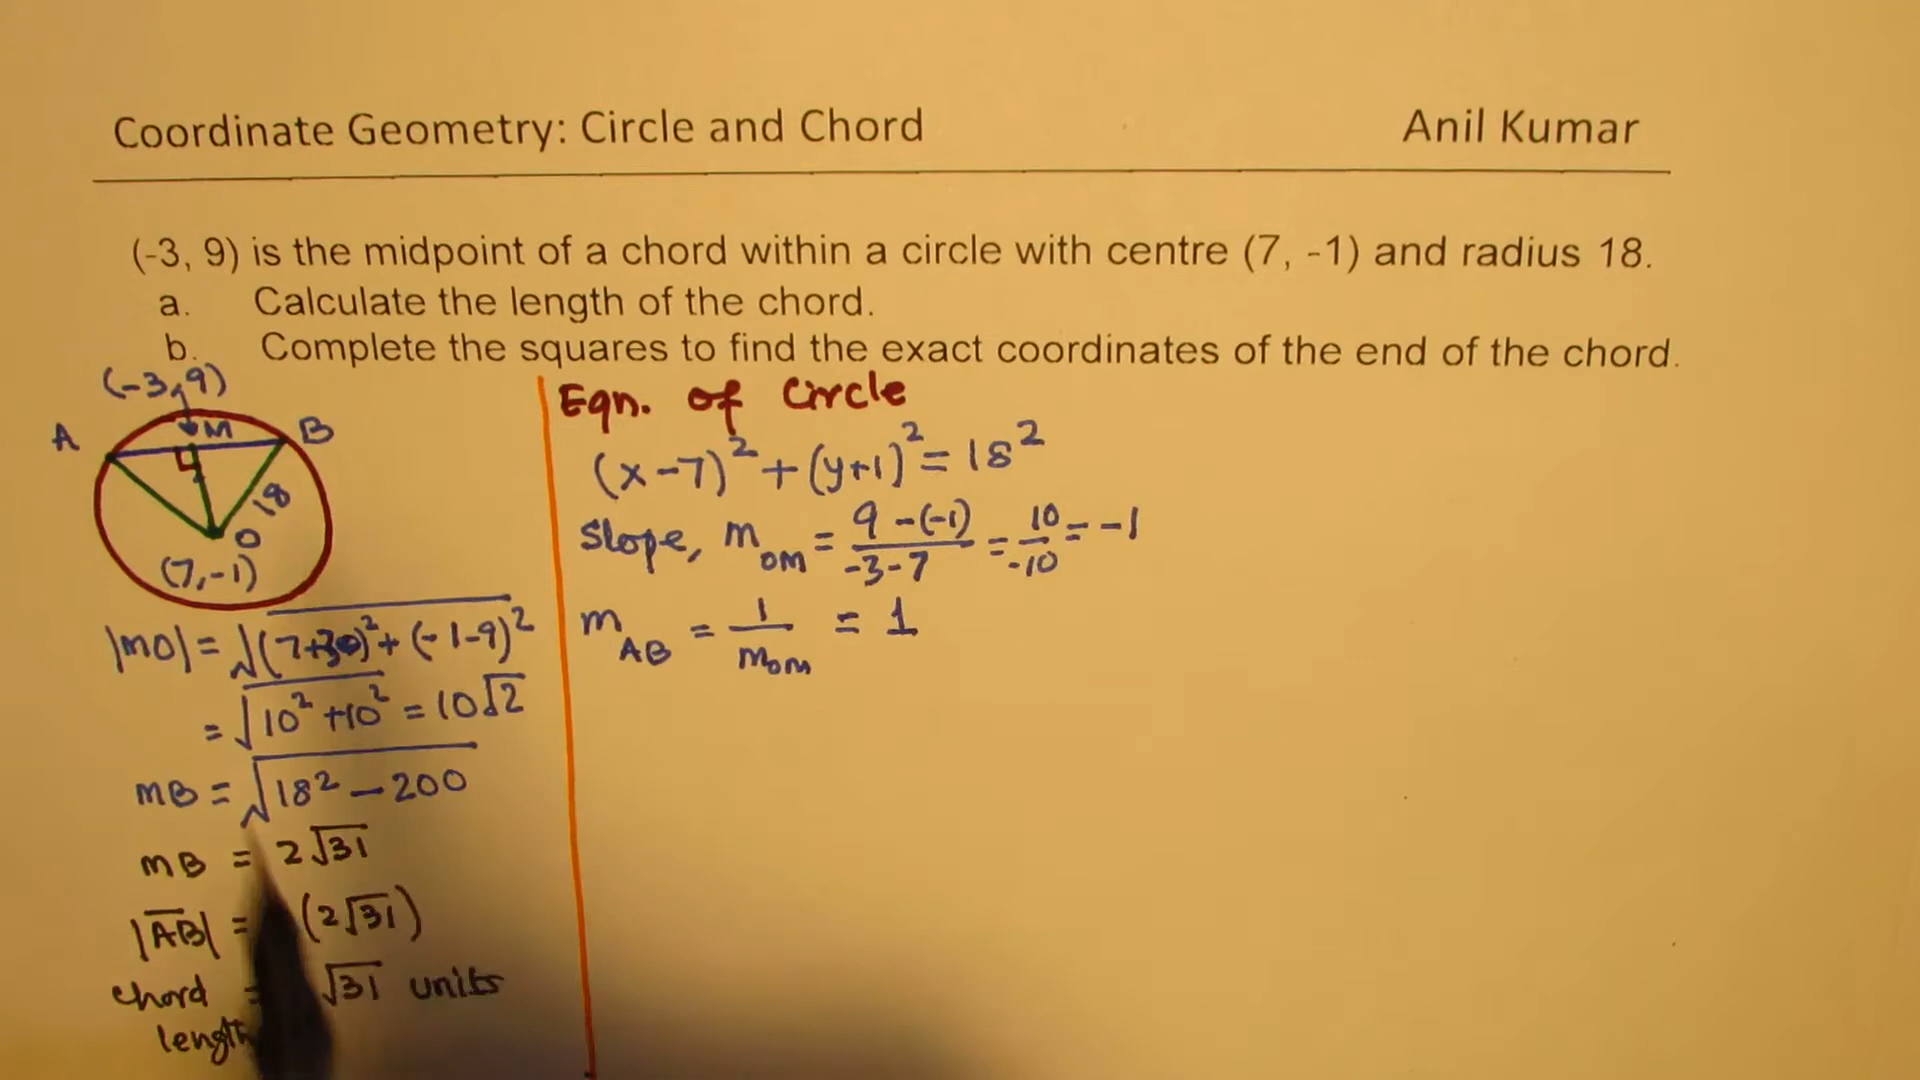 Coordinate Geometry: Circle and Chord Anil Kumar
(-3, 9) is the midpoint of a chord within a circle with centre (7, -1) and radius 18.
a. Calculate the length of the chord.
b. Complete the squares to find the exact coordinates of the end of the chord.
(-3, 9)
A M B
18
O
(7, -1)
|MO| = √(7+3)² + (-1-9)²
= √10² + 10² = 10√2
MB = √18² - 200
MB = 2√31
|AB| = (2√31)
chord = √31 units
length
Eqn. of Circle
(x-7)² + (y+1)² = 18²
Slope, m OM = 9-(-1) / -3-7 = 10 / -10 = -1
m AB = 1 / m OM = 1